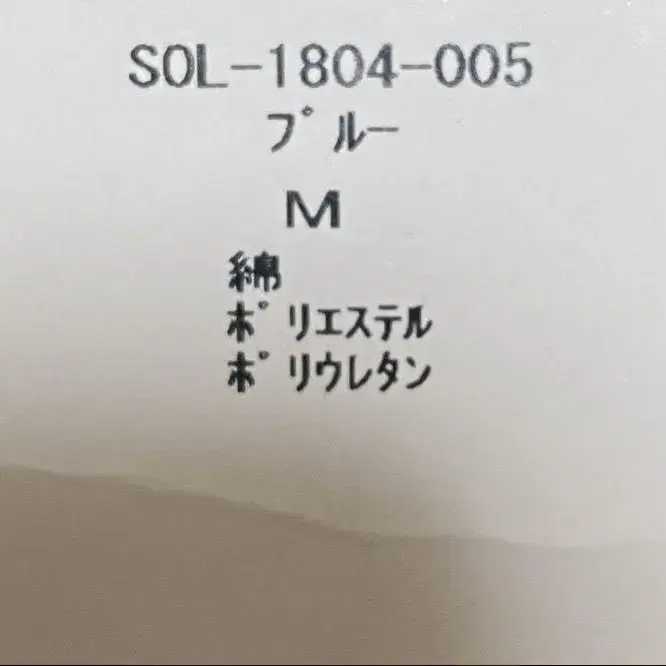 SOL-1804-005
ブルー
M
綿
ポリエステル
ポリウレタン